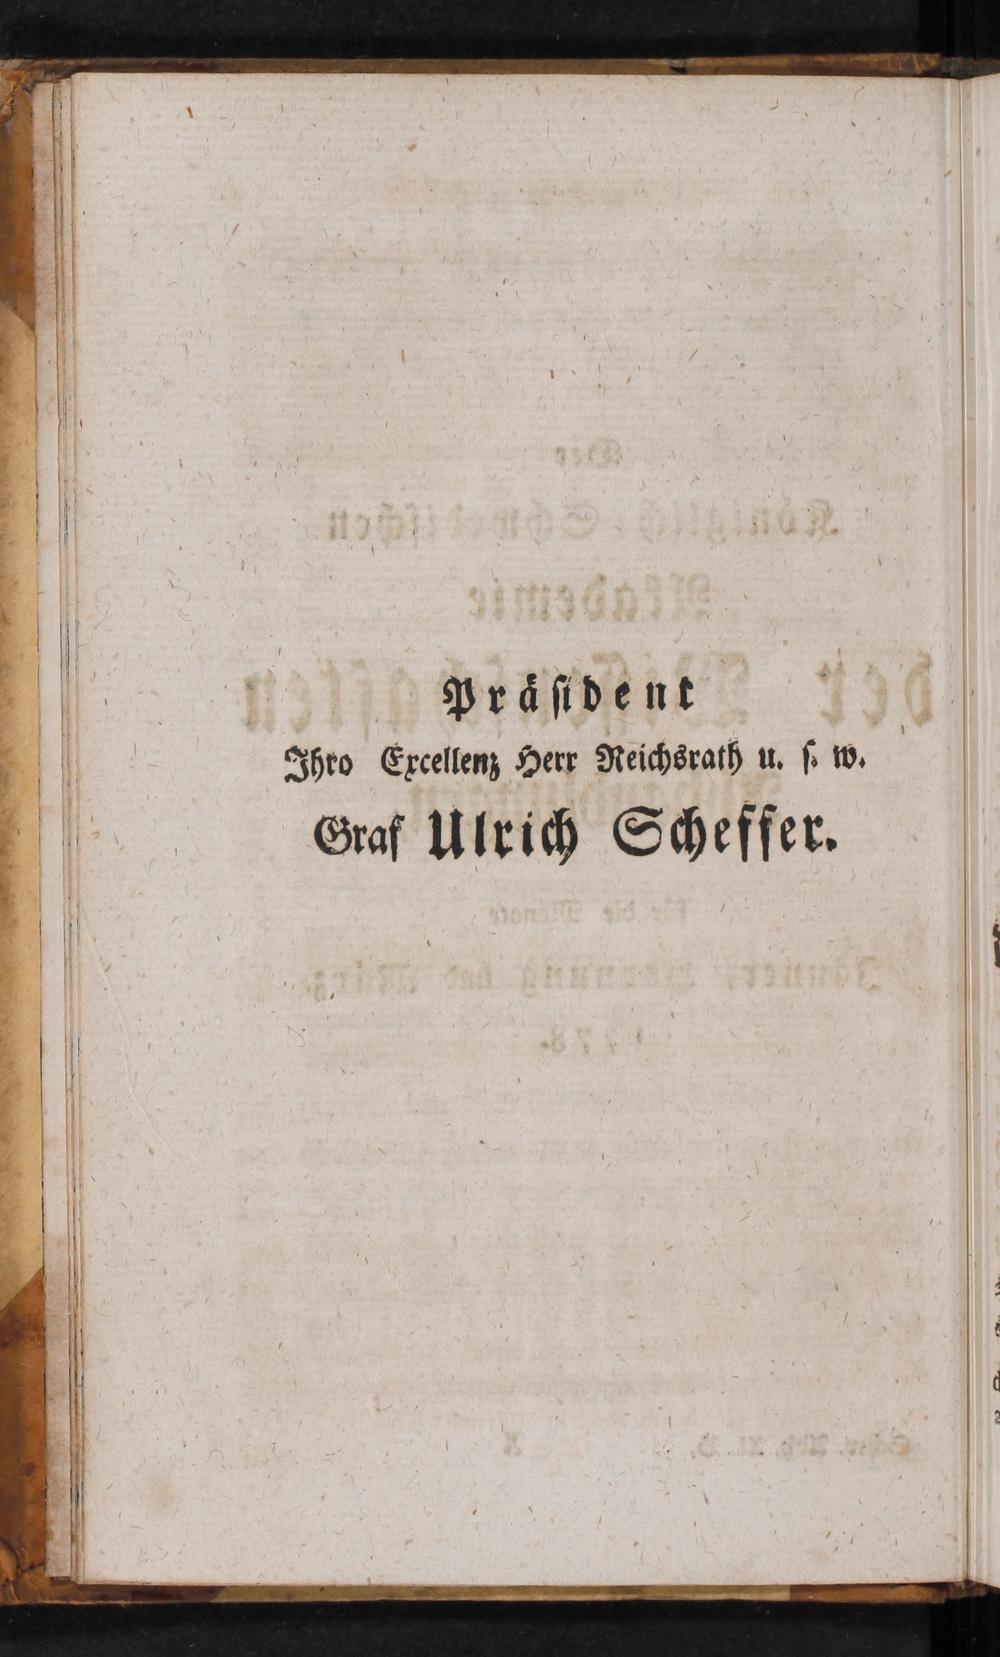 Präſident
Ihro Excellenz Herr Reichsrath u. ſ. w.
Graf Ulrich Scheffer.